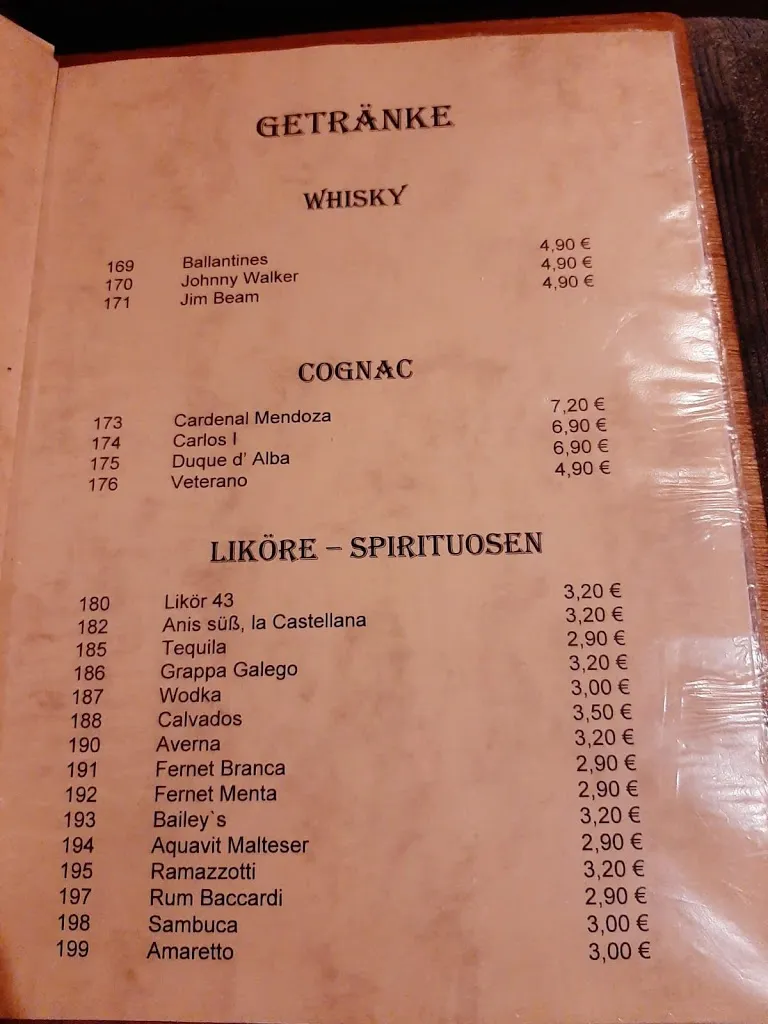 GETRÄNKE
WHISKY
169 Ballantines 4,90 €
170 Johnny Walker 4,90 €
171 Jim Beam 4,90 €
COGNAC
173 Cardenal Mendoza 7,20 €
174 Carlos I 6,90 €
175 Duque d' Alba 6,90 €
176 Veterano 4,90 €
LIKÖRE – SPIRITUOSEN
180 Likör 43 3,20 €
182 Anis süß, la Castellana 3,20 €
185 Tequila 2,90 €
186 Grappa Galego 3,20 €
187 Wodka 3,00 €
188 Calvados 3,50 €
190 Averna 3,20 €
191 Fernet Branca 2,90 €
192 Fernet Menta 2,90 €
193 Bailey`s 3,20 €
194 Aquavit Malteser 2,90 €
195 Ramazzotti 3,20 €
197 Rum Baccardi 2,90 €
198 Sambuca 3,00 €
199 Amaretto 3,00 €